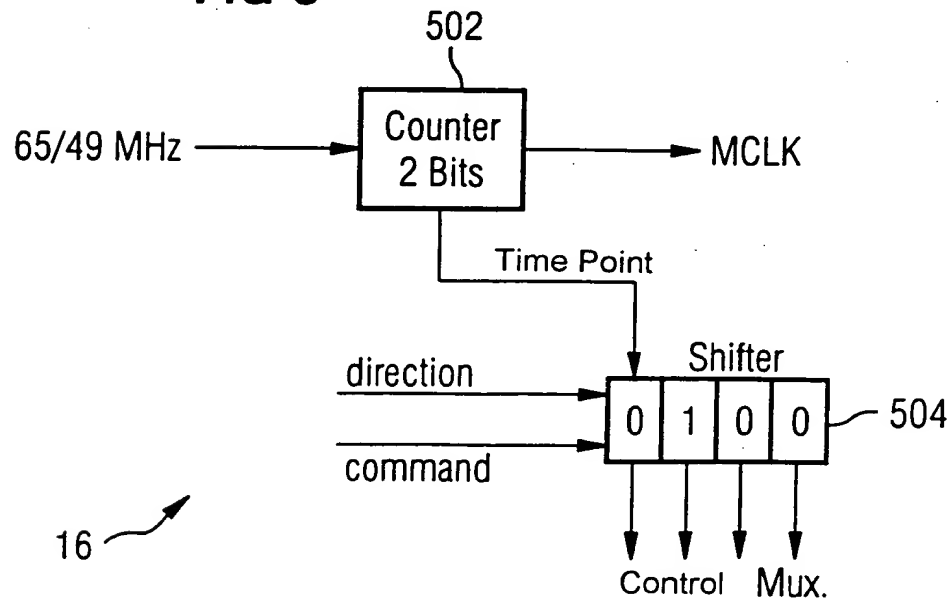 502
Counter
2 Bits
65/49 MHz
MCLK
Time Point
Shifter
direction
0 1 0 0
504
command
16
Control Mux.